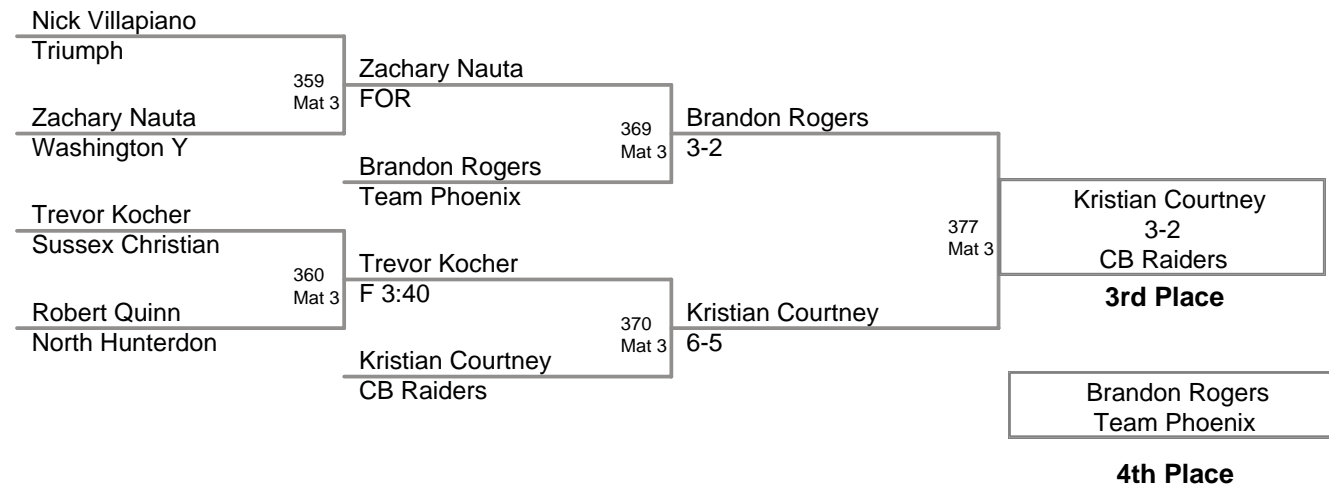 Nick Villapiano
Triumph
359
Mat 3
Zachary Nauta
Washington Y
Zachary Nauta
FOR
369
Mat 3
Brandon Rogers
Team Phoenix
Brandon Rogers
3-2
Trevor Kocher
Sussex Christian
360
Mat 3
Robert Quinn
North Hunterdon
Trevor Kocher
F 3:40
370
Mat 3
Kristian Courtney
CB Raiders
Kristian Courtney
6-5
377
Mat 3
Kristian Courtney
3-2
CB Raiders
3rd Place
Brandon Rogers
Team Phoenix
4th Place